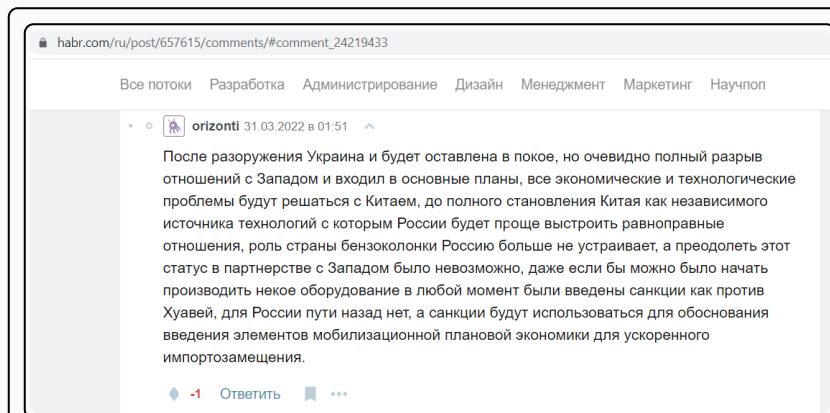 habr.com/ru/post/657615/comments/#comment_24219433
Все потоки Разработка Администрирование Дизайн Менеджмент Маркетинг Научпоп
orizonti 31.03.2022 в 01:51
После разоружения Украина и будет оставлена в покое, но очевидно полный разрыв
отношений с Западом и входил в основные планы, все экономические и технологические
проблемы будут решаться с Китаем, до полного становления Китая как независимого
источника технологий с которым России будет проще выстроить равноправные
отношения, роль страны бензоколонки Россию больше не устраивает, а преодолеть этот
статус в партнерстве с Западом было невозможно, даже если бы можно было начать
производить некое оборудование в любой момент были введены санкции как против
Хуавей, для России пути назад нет, а санкции будут использоваться для обоснования
введения элементов мобилизационной плановой экономики для ускоренного
импортозамещения.
-1 Ответить